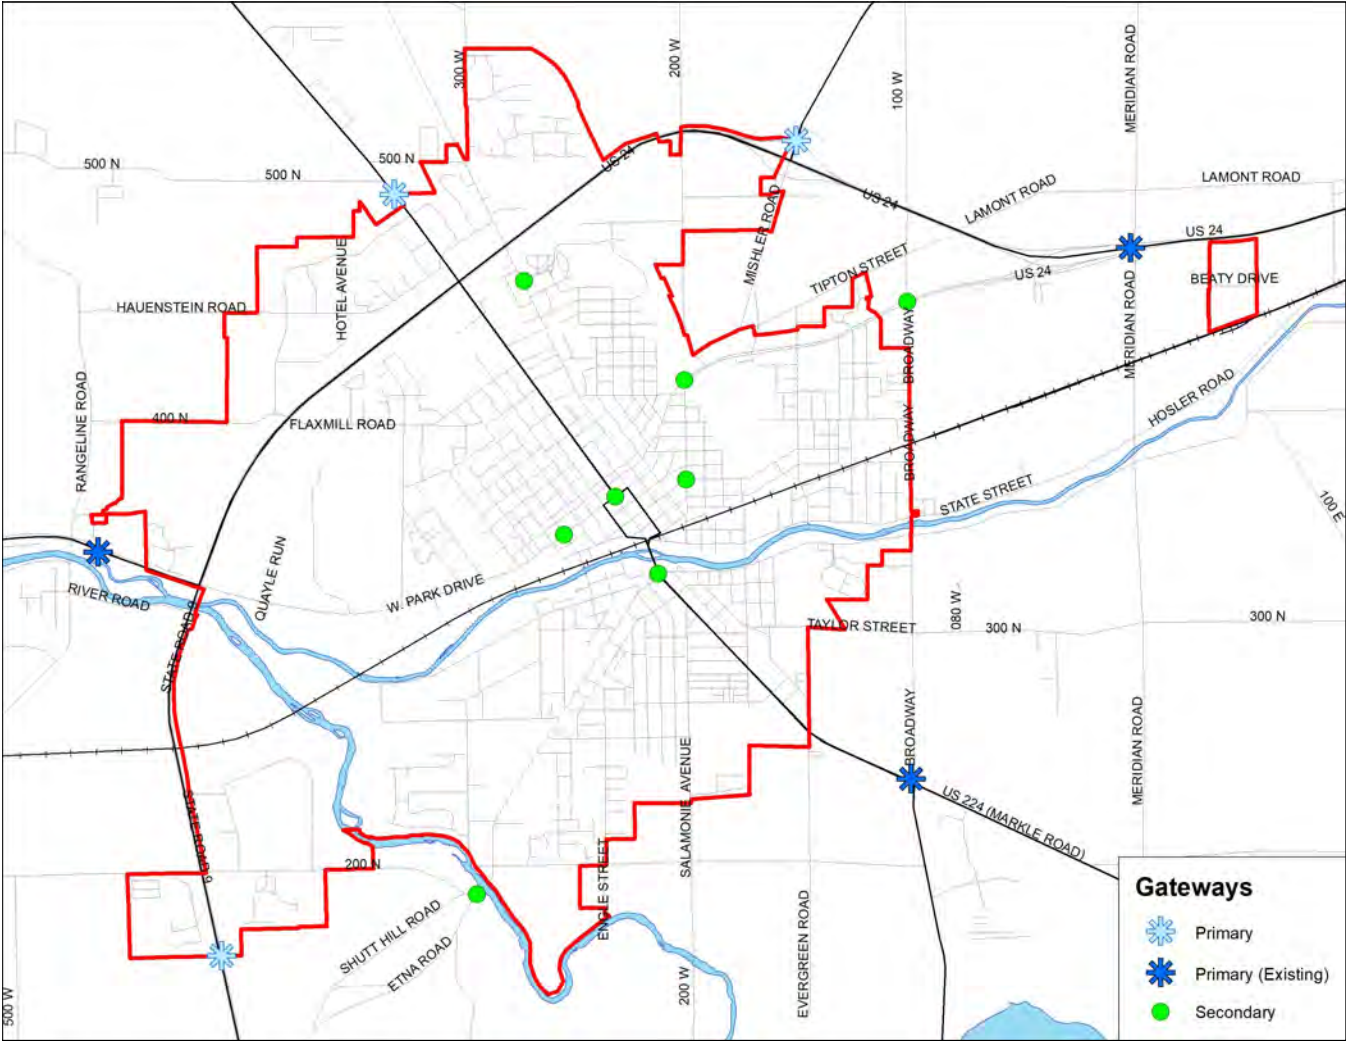 300 W
200 W
100 W
MERIDIAN ROAD
500 N
500 N
500 N
US 24
LAMONT ROAD
LAMONT ROAD
US 24
MISHLER ROAD
US 24
TIPTON STREET
US 24
BEATY DRIVE
HAUENSTEIN ROAD
HOTEL AVENUE
MERIDIAN ROAD
BROADWAY
RANGELINE ROAD
400 N
FLAXMILL ROAD
BROADWAY
HOSLER ROAD
STATE STREET
100 E
QUAYLE RUN
W. PARK DRIVE
RIVER ROAD
STATE ROAD 9
TAYLOR STREET
080 W
300 N
300 N
BROADWAY
MERIDIAN ROAD
SALAMONIE AVENUE
US 224 (MARKLE ROAD)
STATE ROAD 9
200 N
ENGLE STREET
SHUTT HILL ROAD
ETNA ROAD
EVERGREEN ROAD
200 W
500 W
Gateways
Primary
Primary (Existing)
Secondary